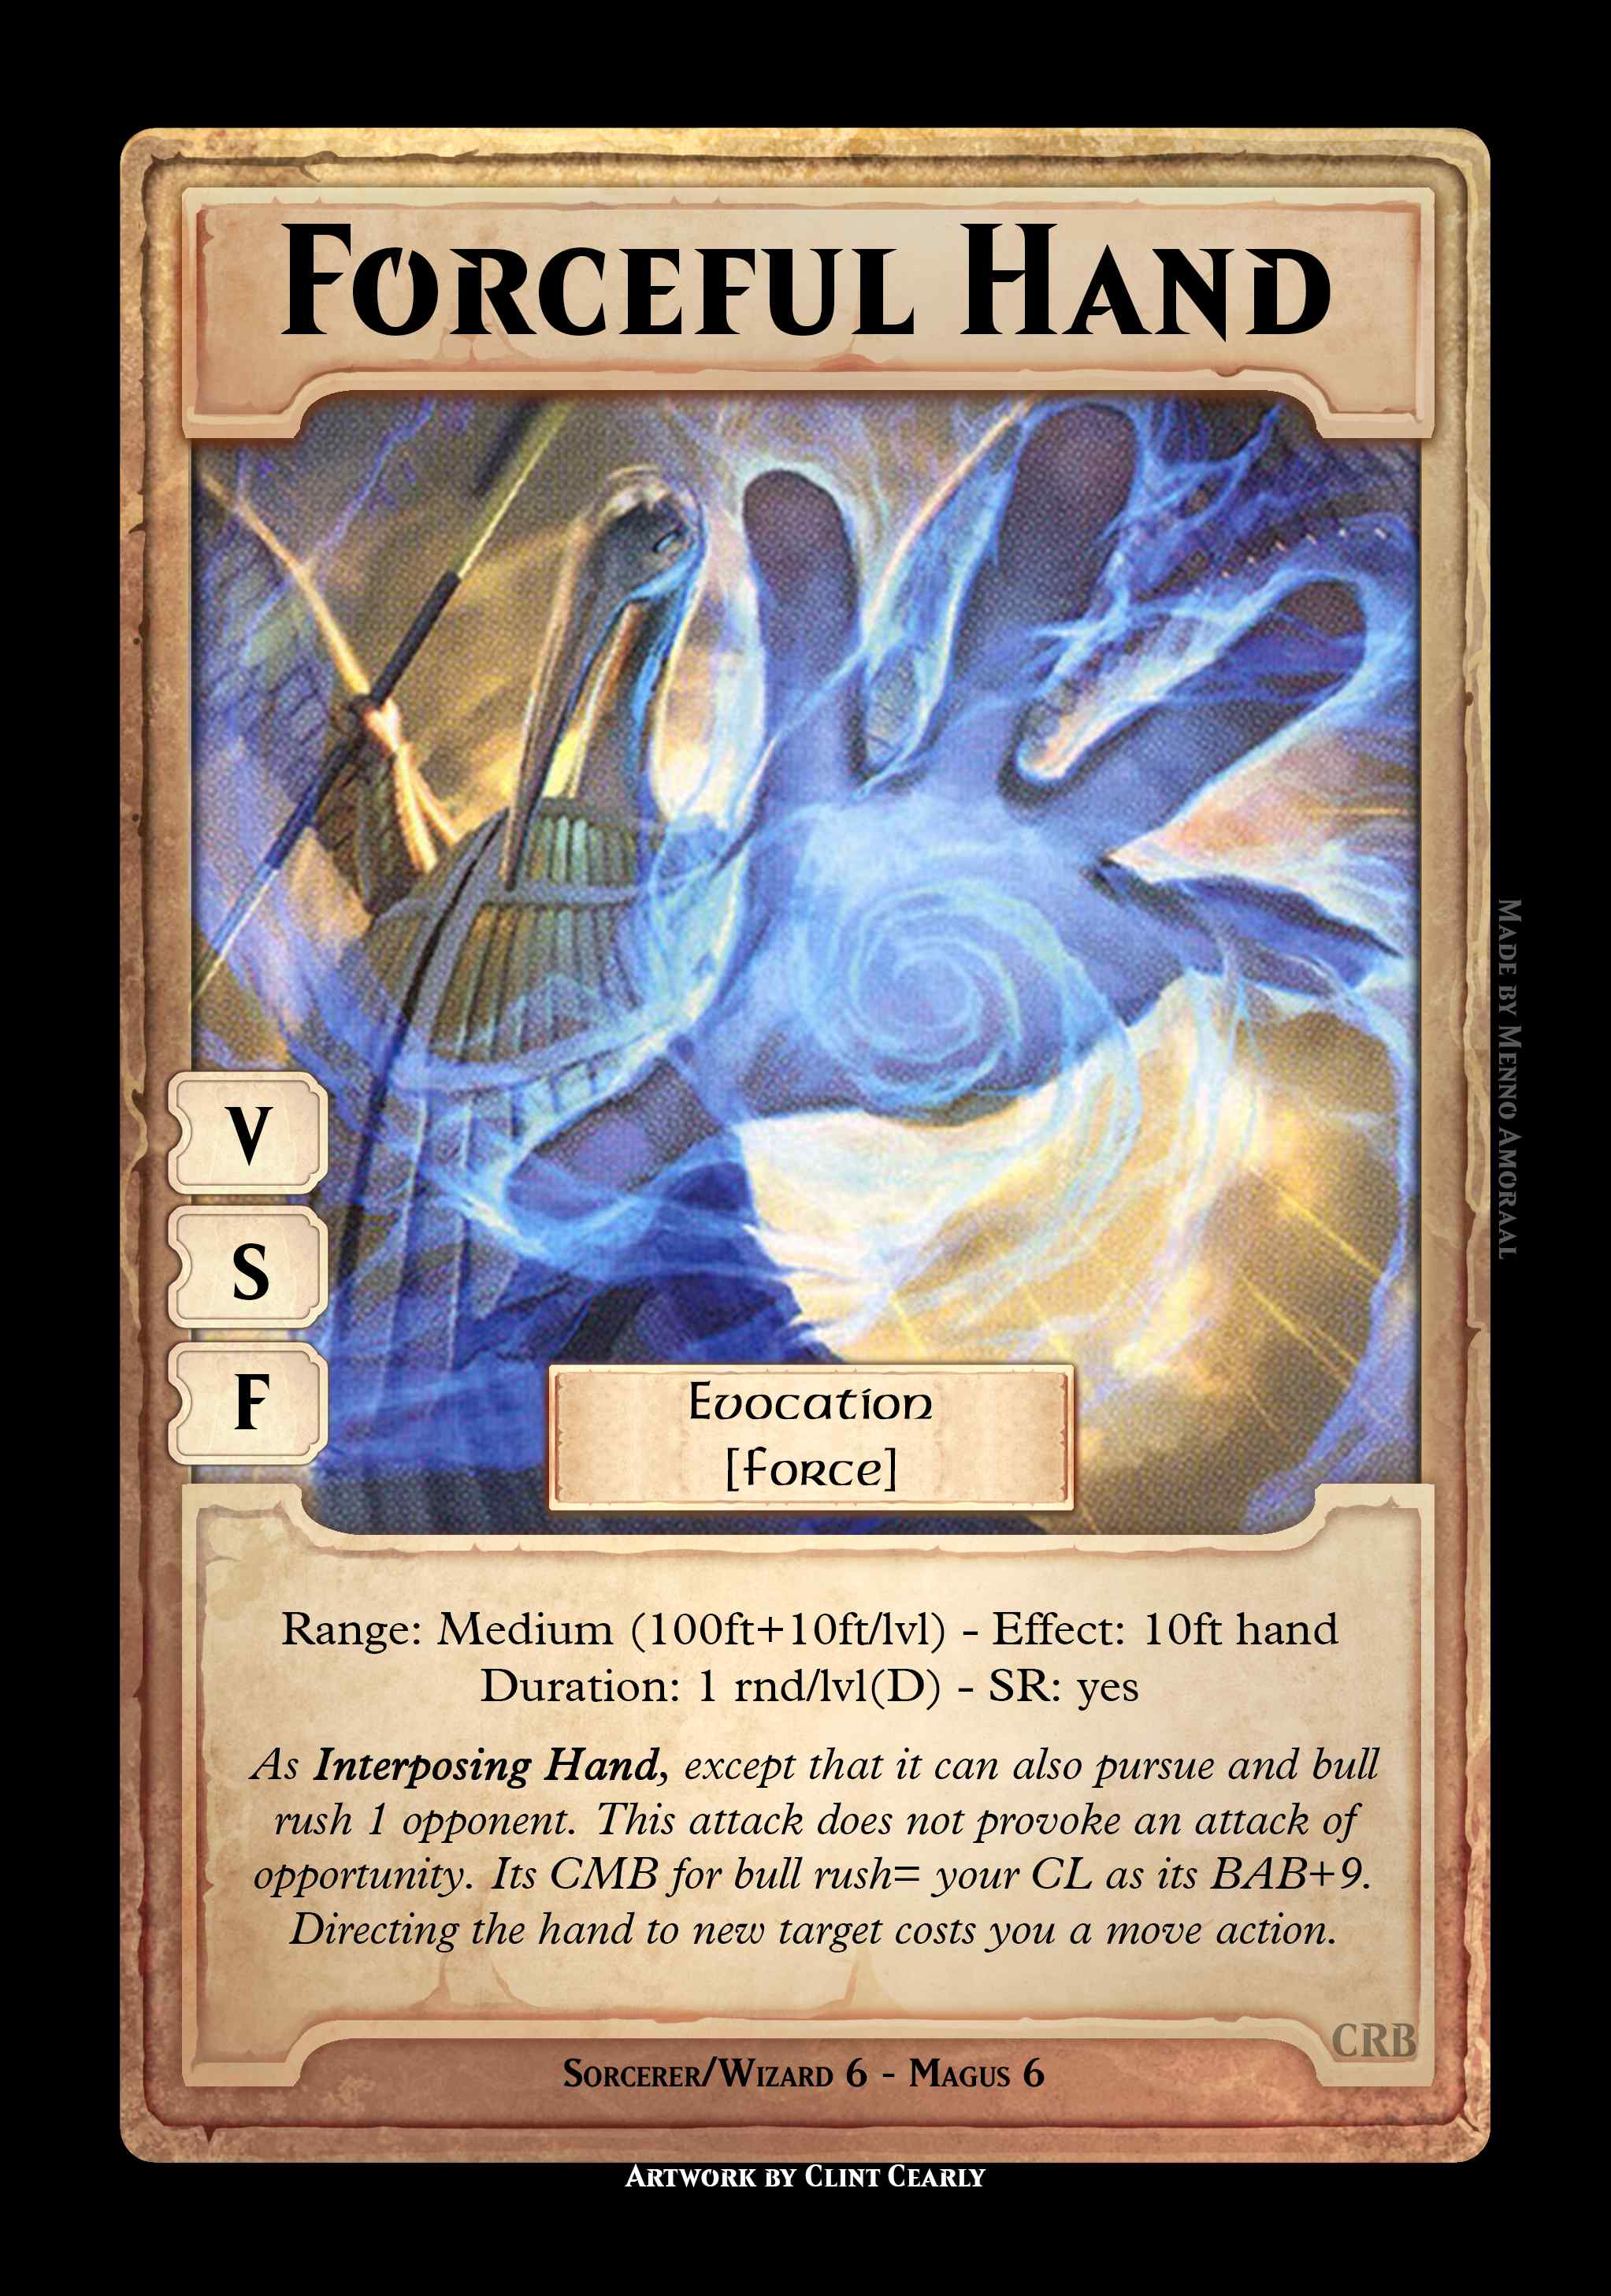 Forceful Hand
V
S
F
Evocation
[Force]
Range: Medium (100ft+10ft/lvl) - Effect: 10ft hand
Duration: 1 rnd/lvl(D) - SR: yes
As Interposing Hand, except that it can also pursue and bull
rush 1 opponent. This attack does not provoke an attack of
opportunity. Its CMB for bull rush= your CL as its BAB+9.
Directing the hand to new target costs you a move action.
CRB
Sorcerer/Wizard 6 - Magus 6
Artwork by Clint Cearly
Made by Menno Amoraal